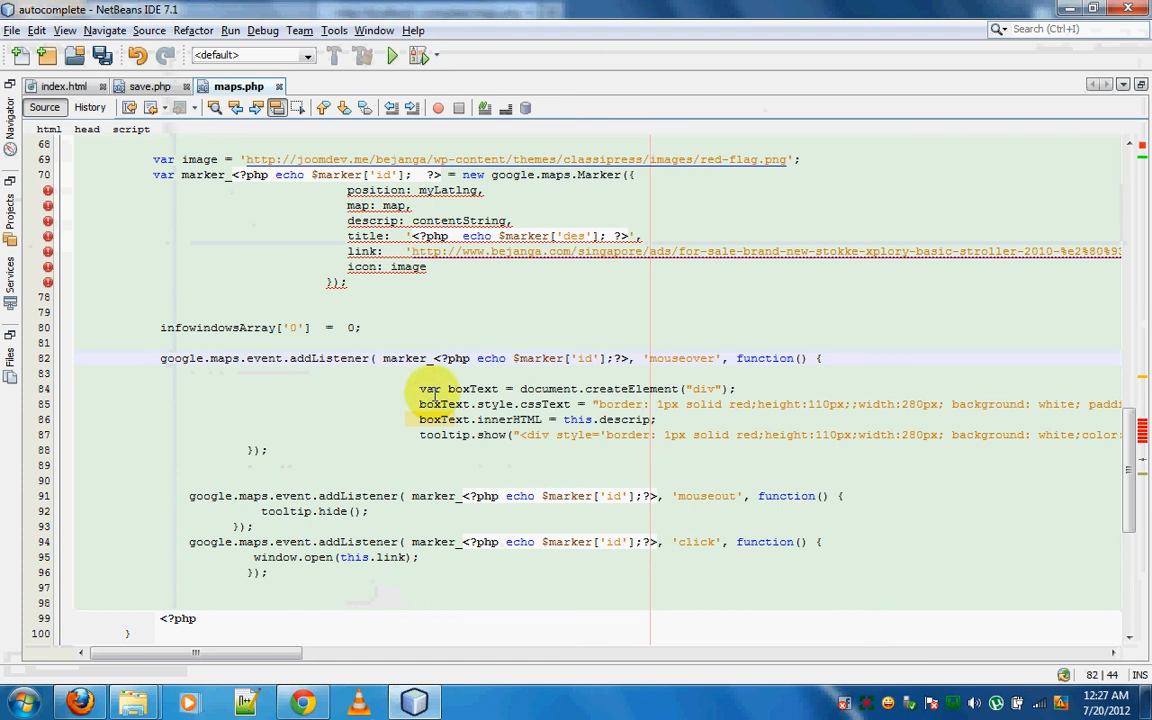 autocomplete - NetBeans IDE 7.1
File Edit View Navigate Source Refactor Run Debug Team Tools Window Help
Search (Ctrl+I)
<default>
index.html save.php maps.php
Source History
html head script
Navigator
Projects
Services
Files
68
69 var image = 'http://joomdev.me/bejanga/wp-content/themes/classipress/images/red-flag.png';
70 var marker_<?php echo $marker['id'];  ?> = new google.maps.Marker({
position: myLatlng,
map: map,
descrip: contentString,
title: '<?php echo $marker['des']; ?>',
link: 'http://www.bejanga.com/singapore/ads/for-sale-brand-new-stokke-xplory-basic-stroller-2010-%e2%80%93
icon: image
});
78
79
80 infowindowsArray['0'] = 0;
81
82 google.maps.event.addListener( marker_<?php echo $marker['id'];?>, 'mouseover', function() {
83
84 var boxText = document.createElement("div");
85 boxText.style.cssText = "border: 1px solid red;height:110px;;width:280px; background: white; paddi
86 boxText.innerHTML = this.descrip;
87 tooltip.show("<div style='border: 1px solid red;height:110px;width:280px; background: white;color:
88 });
89
90
91 google.maps.event.addListener( marker_<?php echo $marker['id'];?>, 'mouseout', function() {
92 tooltip.hide();
93 });
94 google.maps.event.addListener( marker_<?php echo $marker['id'];?>, 'click', function() {
95 window.open(this.link);
96 });
97
98
99 <?php
100 }
82 | 44 INS
12:27 AM
7/20/2012